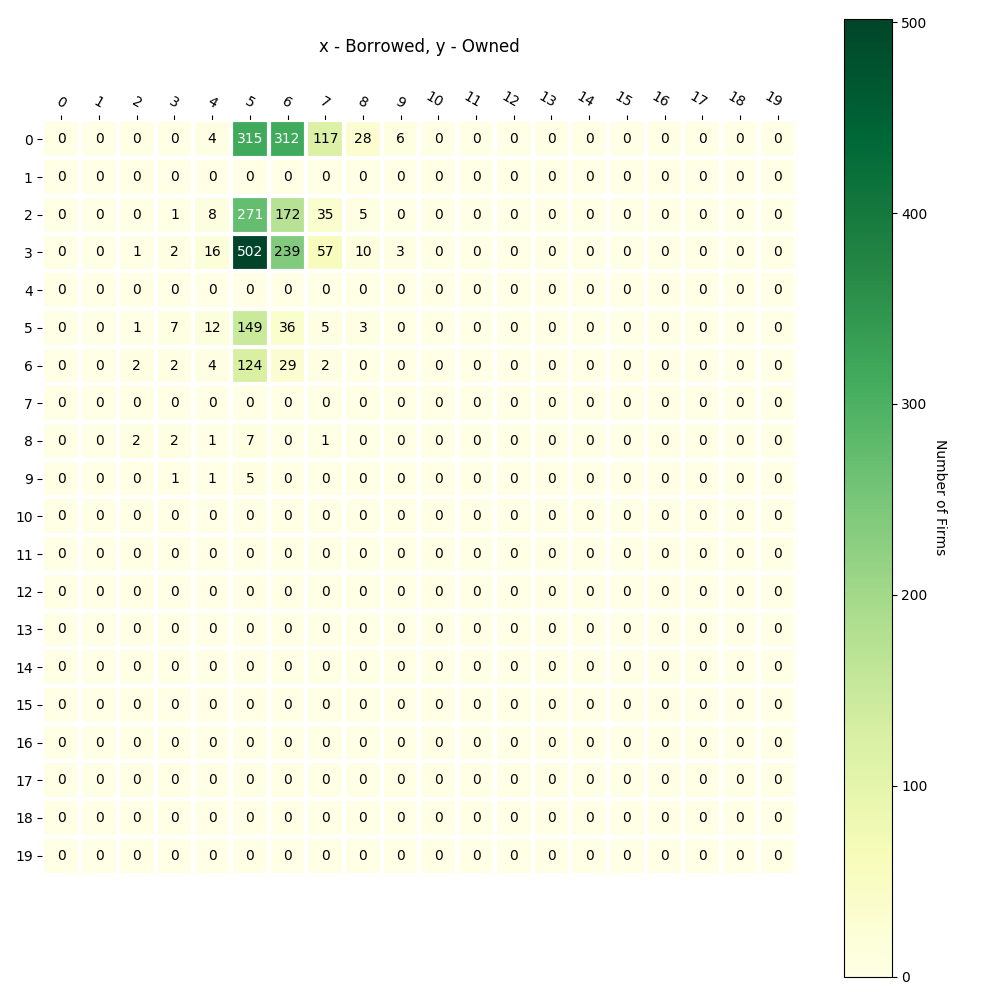 x - Borrowed, y - Owned
0 1 2 3 4 5 6 7 8 9 10 11 12 13 14 15 16 17 18 19
0 0 0 0 0 4 315 312 117 28 6 0 0 0 0 0 0 0 0 0 0
1 0 0 0 0 0 0 0 0 0 0 0 0 0 0 0 0 0 0 0 0
2 0 0 0 1 8 271 172 35 5 0 0 0 0 0 0 0 0 0 0 0
3 0 0 1 2 16 502 239 57 10 3 0 0 0 0 0 0 0 0 0 0
4 0 0 0 0 0 0 0 0 0 0 0 0 0 0 0 0 0 0 0 0
5 0 0 1 7 12 149 36 5 3 0 0 0 0 0 0 0 0 0 0 0
6 0 0 2 2 4 124 29 2 0 0 0 0 0 0 0 0 0 0 0 0
7 0 0 0 0 0 0 0 0 0 0 0 0 0 0 0 0 0 0 0 0
8 0 0 2 2 1 7 0 1 0 0 0 0 0 0 0 0 0 0 0 0
9 0 0 0 1 1 5 0 0 0 0 0 0 0 0 0 0 0 0 0 0
10 0 0 0 0 0 0 0 0 0 0 0 0 0 0 0 0 0 0 0 0
11 0 0 0 0 0 0 0 0 0 0 0 0 0 0 0 0 0 0 0 0
12 0 0 0 0 0 0 0 0 0 0 0 0 0 0 0 0 0 0 0 0
13 0 0 0 0 0 0 0 0 0 0 0 0 0 0 0 0 0 0 0 0
14 0 0 0 0 0 0 0 0 0 0 0 0 0 0 0 0 0 0 0 0
15 0 0 0 0 0 0 0 0 0 0 0 0 0 0 0 0 0 0 0 0
16 0 0 0 0 0 0 0 0 0 0 0 0 0 0 0 0 0 0 0 0
17 0 0 0 0 0 0 0 0 0 0 0 0 0 0 0 0 0 0 0 0
18 0 0 0 0 0 0 0 0 0 0 0 0 0 0 0 0 0 0 0 0
19 0 0 0 0 0 0 0 0 0 0 0 0 0 0 0 0 0 0 0 0
500
400
300
200
100
0
Number of Firms